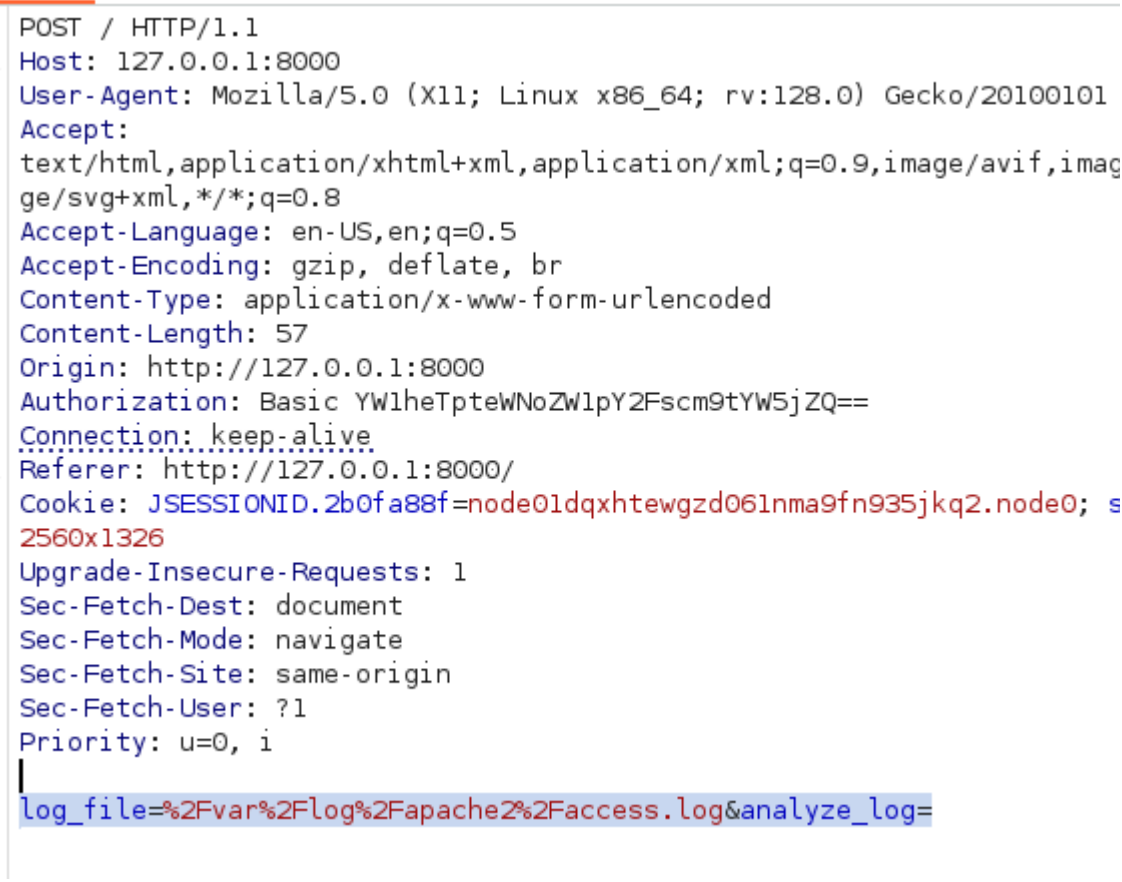 POST / HTTP/1.1
Host: 127.0.0.1:8000
User-Agent: Mozilla/5.0 (X11; Linux x86_64; rv:128.0) Gecko/20100101
Accept:
text/html,application/xhtml+xml,application/xml;q=0.9,image/avif,imag
ge/svg+xml,*/*;q=0.8
Accept-Language: en-US,en;q=0.5
Accept-Encoding: gzip, deflate, br
Content-Type: application/x-www-form-urlencoded
Content-Length: 57
Origin: http://127.0.0.1:8000
Authorization: Basic YW1heTpteWNoZW1pY2Fscm9tYW5jZQ==
Connection: keep-alive
Referer: http://127.0.0.1:8000/
Cookie: JSESSIONID.2b0fa88f=node01dqxhtewgzd061nma9fn935jkq2.node0; s
2560x1326
Upgrade-Insecure-Requests: 1
Sec-Fetch-Dest: document
Sec-Fetch-Mode: navigate
Sec-Fetch-Site: same-origin
Sec-Fetch-User: ?1
Priority: u=0, i
log_file=%2Fvar%2Flog%2Fapache2%2Faccess.log&analyze_log=